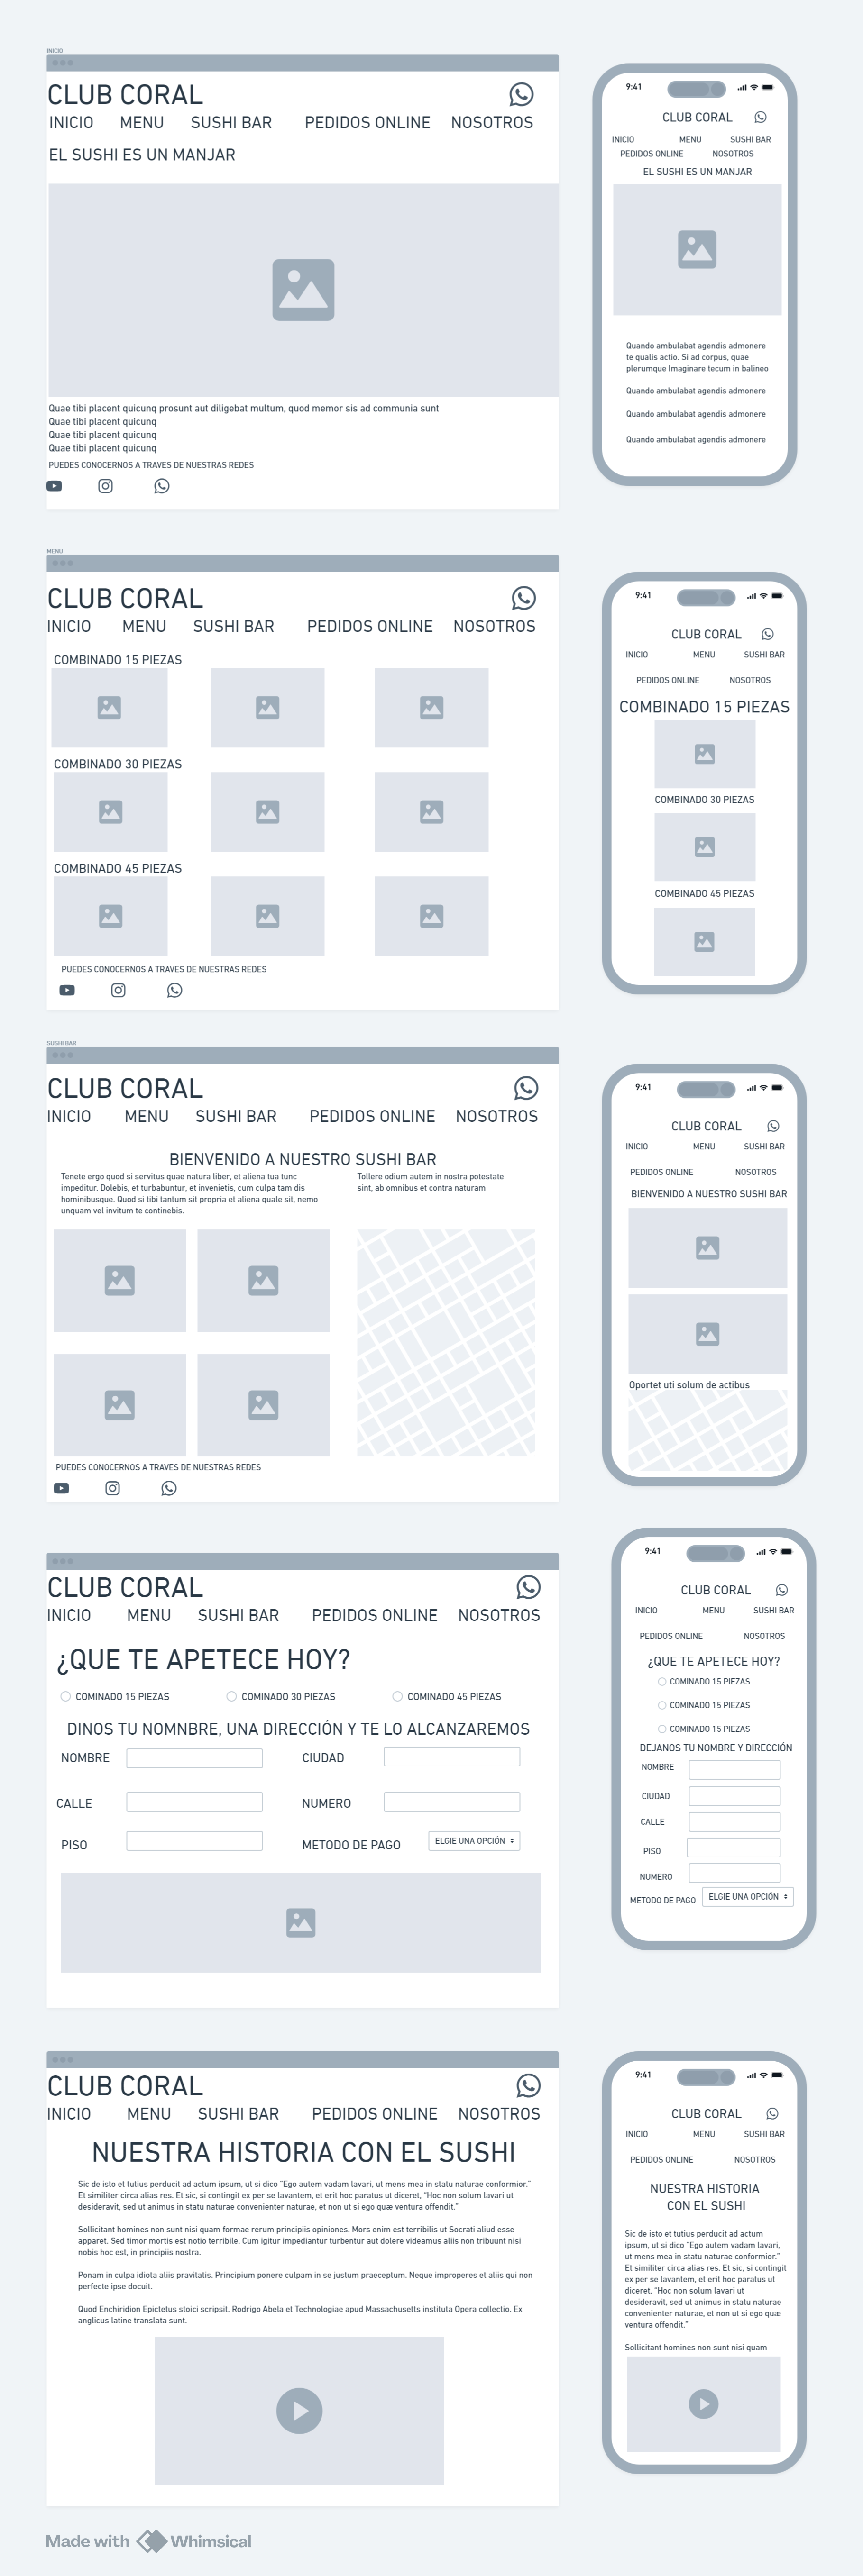 INICIO
CLUB CORAL
INICIO MENU SUSHI BAR PEDIDOS ONLINE NOSOTROS
EL SUSHI ES UN MANJAR
Quae tibi placent quicunq prosunt aut diligebat multum, quod memor sis ad communia sunt
Quae tibi placent quicunq
Quae tibi placent quicunq
Quae tibi placent quicunq
PUEDES CONOCERNOS A TRAVES DE NUESTRAS REDES
9:41
CLUB CORAL
INICIO MENU SUSHI BAR
PEDIDOS ONLINE NOSOTROS
EL SUSHI ES UN MANJAR
Quando ambulabat agendis admonere
te qualis actio. Si ad corpus, quae
plerumque Imaginare tecum in balineo
Quando ambulabat agendis admonere
Quando ambulabat agendis admonere
Quando ambulabat agendis admonere
MENU
CLUB CORAL
INICIO MENU SUSHI BAR PEDIDOS ONLINE NOSOTROS
COMBINADO 15 PIEZAS
COMBINADO 30 PIEZAS
COMBINADO 45 PIEZAS
PUEDES CONOCERNOS A TRAVES DE NUESTRAS REDES
9:41
CLUB CORAL
INICIO MENU SUSHI BAR
PEDIDOS ONLINE NOSOTROS
COMBINADO 15 PIEZAS
COMBINADO 30 PIEZAS
COMBINADO 45 PIEZAS
SUSHI BAR
CLUB CORAL
INICIO MENU SUSHI BAR PEDIDOS ONLINE NOSOTROS
BIENVENIDO A NUESTRO SUSHI BAR
Tenete ergo quod si servitus quae natura liber, et aliena tua tunc
impeditur. Dolebis, et turbabuntur, et invenietis, cum culpa tam dis
hominibusque. Quod si tibi tantum sit propria et aliena quale sit, nemo
unquam vel invitum te continebis.
Tollere odium autem in nostra potestate
sint, ab omnibus et contra naturam
PUEDES CONOCERNOS A TRAVES DE NUESTRAS REDES
9:41
CLUB CORAL
INICIO MENU SUSHI BAR
PEDIDOS ONLINE NOSOTROS
BIENVENIDO A NUESTRO SUSHI BAR
Oportet uti solum de actibus
CLUB CORAL
INICIO MENU SUSHI BAR PEDIDOS ONLINE NOSOTROS
¿QUE TE APETECE HOY?
COMINADO 15 PIEZAS COMINADO 30 PIEZAS COMINADO 45 PIEZAS
DINOS TU NOMNBRE, UNA DIRECCIÓN Y TE LO ALCANZAREMOS
NOMBRE CIUDAD
CALLE NUMERO
PISO METODO DE PAGO ELGIE UNA OPCIÓN
9:41
CLUB CORAL
INICIO MENU SUSHI BAR
PEDIDOS ONLINE NOSOTROS
¿QUE TE APETECE HOY?
COMINADO 15 PIEZAS
COMINADO 15 PIEZAS
COMINADO 15 PIEZAS
DEJANOS TU NOMBRE Y DIRECCIÓN
NOMBRE
CIUDAD
CALLE
PISO
NUMERO
METODO DE PAGO ELGIE UNA OPCIÓN
CLUB CORAL
INICIO MENU SUSHI BAR PEDIDOS ONLINE NOSOTROS
NUESTRA HISTORIA CON EL SUSHI
Sic de isto et tutius perducit ad actum ipsum, ut si dico "Ego autem vadam lavari, ut mens mea in statu naturae conformior."
Et similiter circa alias res. Et sic, si contingit ex per se lavantem, et erit hoc paratus ut diceret, "Hoc non solum lavari ut
desideravit, sed ut animus in statu naturae convenienter naturae, et non ut si ego quæ ventura offendit."
Sollicitant homines non sunt nisi quam formae rerum principiis opiniones. Mors enim est terribilis ut Socrati aliud esse
apparet. Sed timor mortis est notio terribile. Cum igitur impediantur turbentur aut dolere videamus aliis non tribuunt nisi
nobis hoc est, in principiis nostra.
Ponam in culpa idiota aliis pravitatis. Principium ponere culpam in se justum praeceptum. Neque improperes et aliis qui non
perfecte ipse docuit.
Quod Enchiridion Epictetus stoici scripsit. Rodrigo Abela et Technologiae apud Massachusetts instituta Opera collectio. Ex
anglicus latine translata sunt.
9:41
CLUB CORAL
INICIO MENU SUSHI BAR
PEDIDOS ONLINE NOSOTROS
NUESTRA HISTORIA
CON EL SUSHI
Sic de isto et tutius perducit ad actum
ipsum, ut si dico "Ego autem vadam lavari,
ut mens mea in statu naturae conformior."
Et similiter circa alias res. Et sic, si contingit
ex per se lavantem, et erit hoc paratus ut
diceret, "Hoc non solum lavari ut
desideravit, sed ut animus in statu naturae
convenienter naturae, et non ut si ego quæ
ventura offendit."
Sollicitant homines non sunt nisi quam
Made with Whimsical